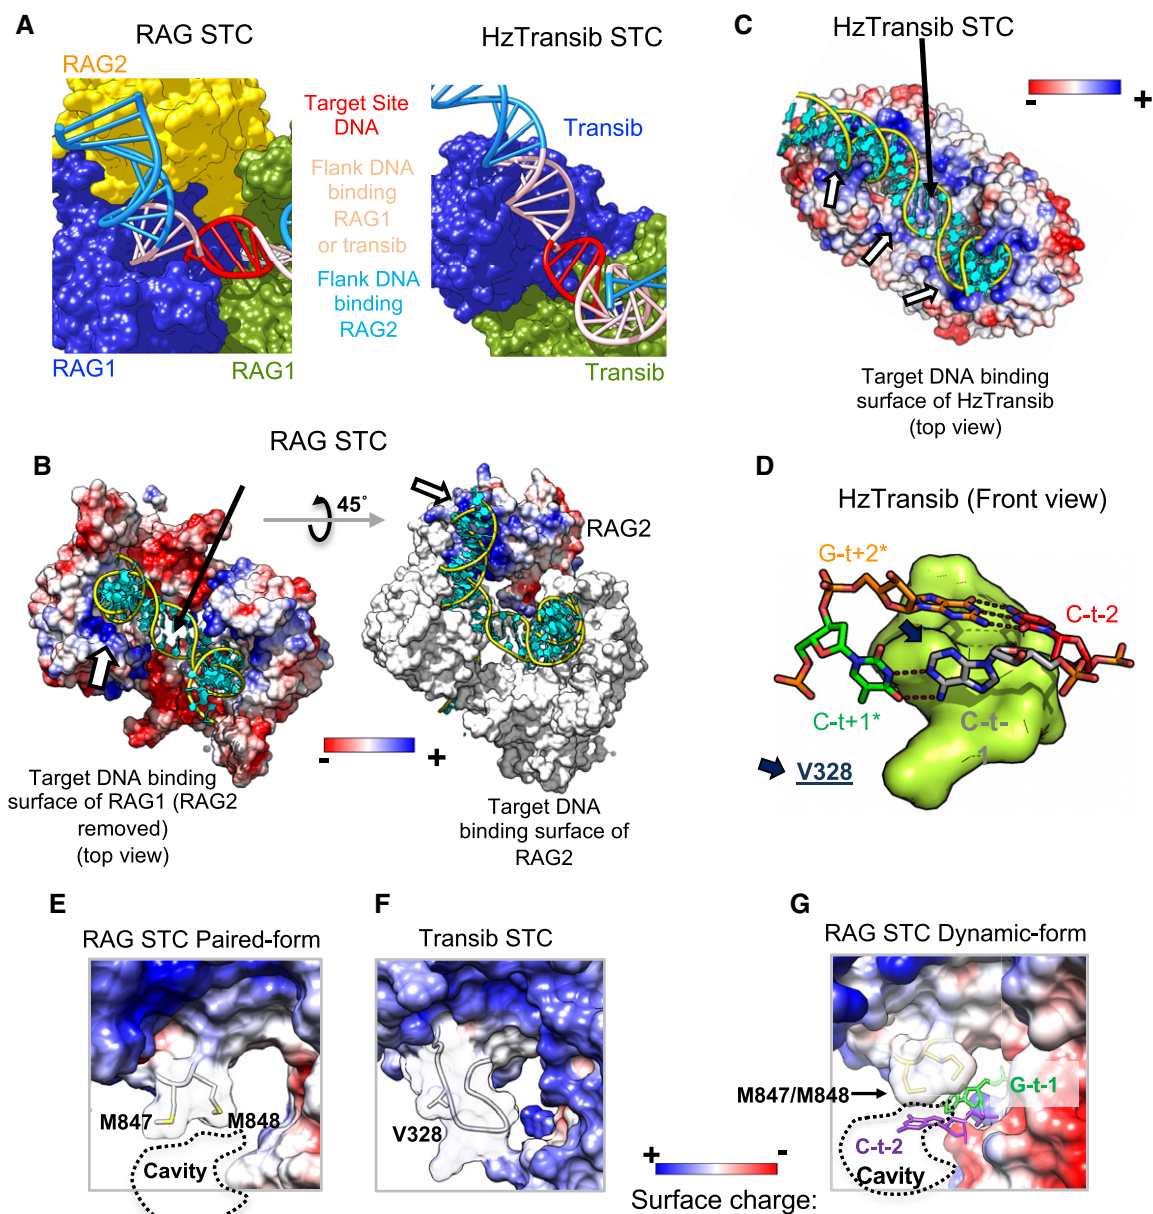 A
RAG STC
HzTransib STC
RAG2
Target Site
DNA
Flank DNA
binding
RAG1
or transib
Flank DNA
binding
RAG2
Transib
RAG1
RAG1
Transib
C
HzTransib STC
- +
Target DNA binding
surface of HzTransib
(top view)
B
RAG STC
45°
RAG2
- +
Target DNA binding
surface of RAG1 (RAG2
removed)
(top view)
Target DNA
binding surface of
RAG2
D
HzTransib (Front view)
G-t+2*
C-t-2
C-t+1*
C-t-
1
V328
E
RAG STC Paired-form
M847
M848
Cavity
F
Transib STC
V328
+ -
Surface charge:
G
RAG STC Dynamic-form
M847/M848
G-t-1
C-t-2
Cavity